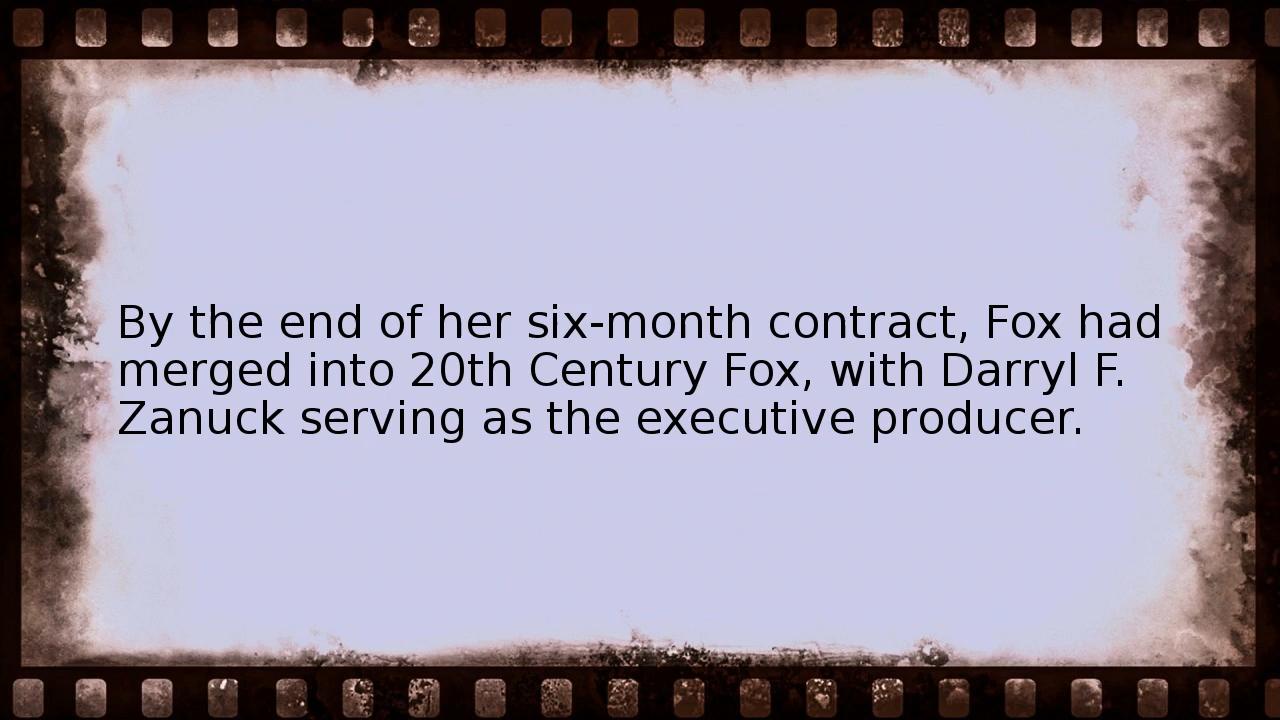 By the end of her six-month contract, Fox had
merged into 20th Century Fox, with Darryl F.
Zanuck serving as the executive producer.